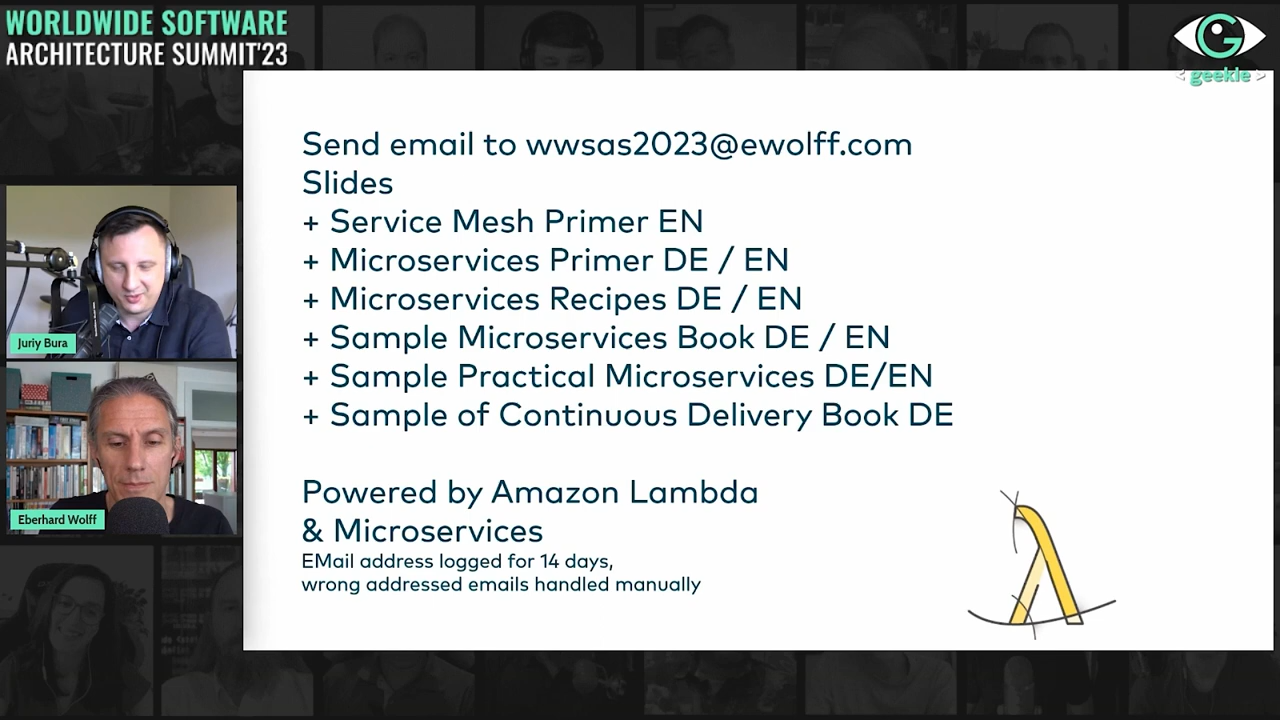 WORLDWIDE SOFTWARE
ARCHITECTURE SUMMIT'23
< geekle >
Send email to wwsas2023@ewolff.com
Slides
+ Service Mesh Primer EN
+ Microservices Primer DE / EN
+ Microservices Recipes DE / EN
+ Sample Microservices Book DE / EN
+ Sample Practical Microservices DE/EN
+ Sample of Continuous Delivery Book DE
Powered by Amazon Lambda
& Microservices
EMail address logged for 14 days,
wrong addressed emails handled manually
Juriy Bura
Eberhard Wolff